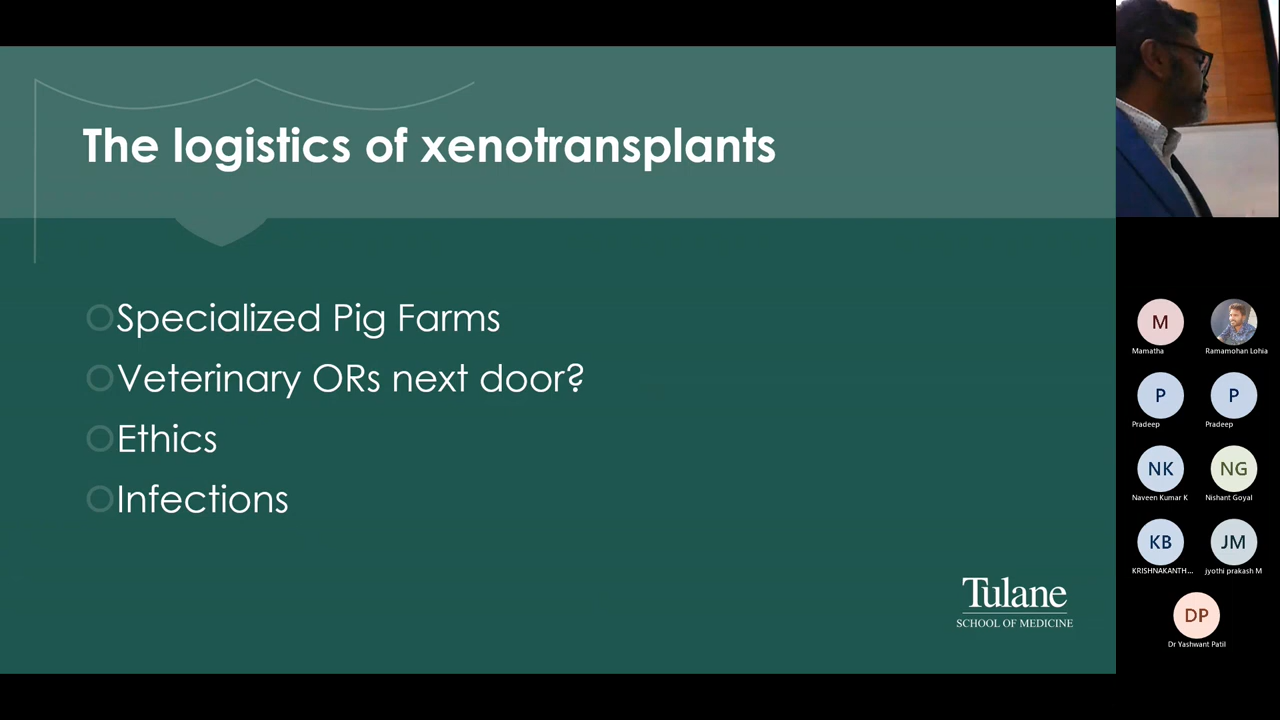 The logistics of xenotransplants
Specialized Pig Farms
Veterinary ORs next door?
Ethics
Infections
Tulane
SCHOOL OF MEDICINE
M
Mamatha
Ramamohan Lohia
P
Pradeep
P
Pradeep
NK
Naveen Kumar K
NG
Nishant Goyal
KB
KRISHNAKANTH...
JM
jyothi prakash M
DP
Dr Yashwant Patil